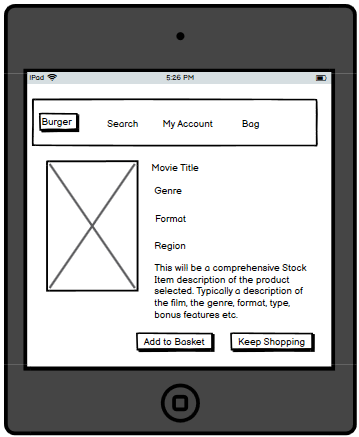 iPad 5:26 PM
Burger Search My Account Bag
Movie Title
Genre
Format
Region
This will be a comprehensive Stock
Item description of the product
selected. Typically a description of
the film, the genre, format, type,
bonus features etc.
Add to Basket Keep Shopping